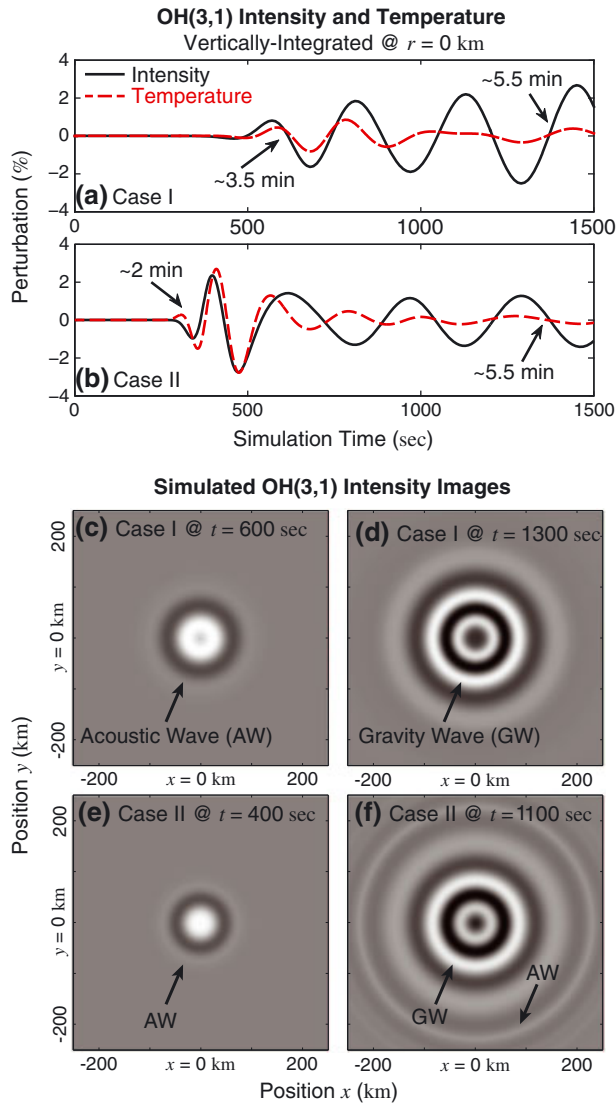 OH(3,1) Intensity and Temperature
Vertically-Integrated @ r = 0 km
Perturbation (%)
4
2
0
−2
−4
Intensity
Temperature
~3.5 min
~5.5 min
(a) Case I
0
500
1000
1500
4
2
0
−2
−4
~2 min
~5.5 min
(b) Case II
0
500
1000
1500
Simulation Time (sec)
Simulated OH(3,1) Intensity Images
Position y (km)
200
y = 0 km
-200
(c) Case I @ t = 600 sec
Acoustic Wave (AW)
-200
x = 0 km
200
(d) Case I @ t = 1300 sec
Gravity Wave (GW)
-200
x = 0 km
200
200
y = 0 km
-200
(e) Case II @ t = 400 sec
AW
-200
x = 0 km
200
(f) Case II @ t = 1100 sec
AW
GW
-200
x = 0 km
200
Position x (km)